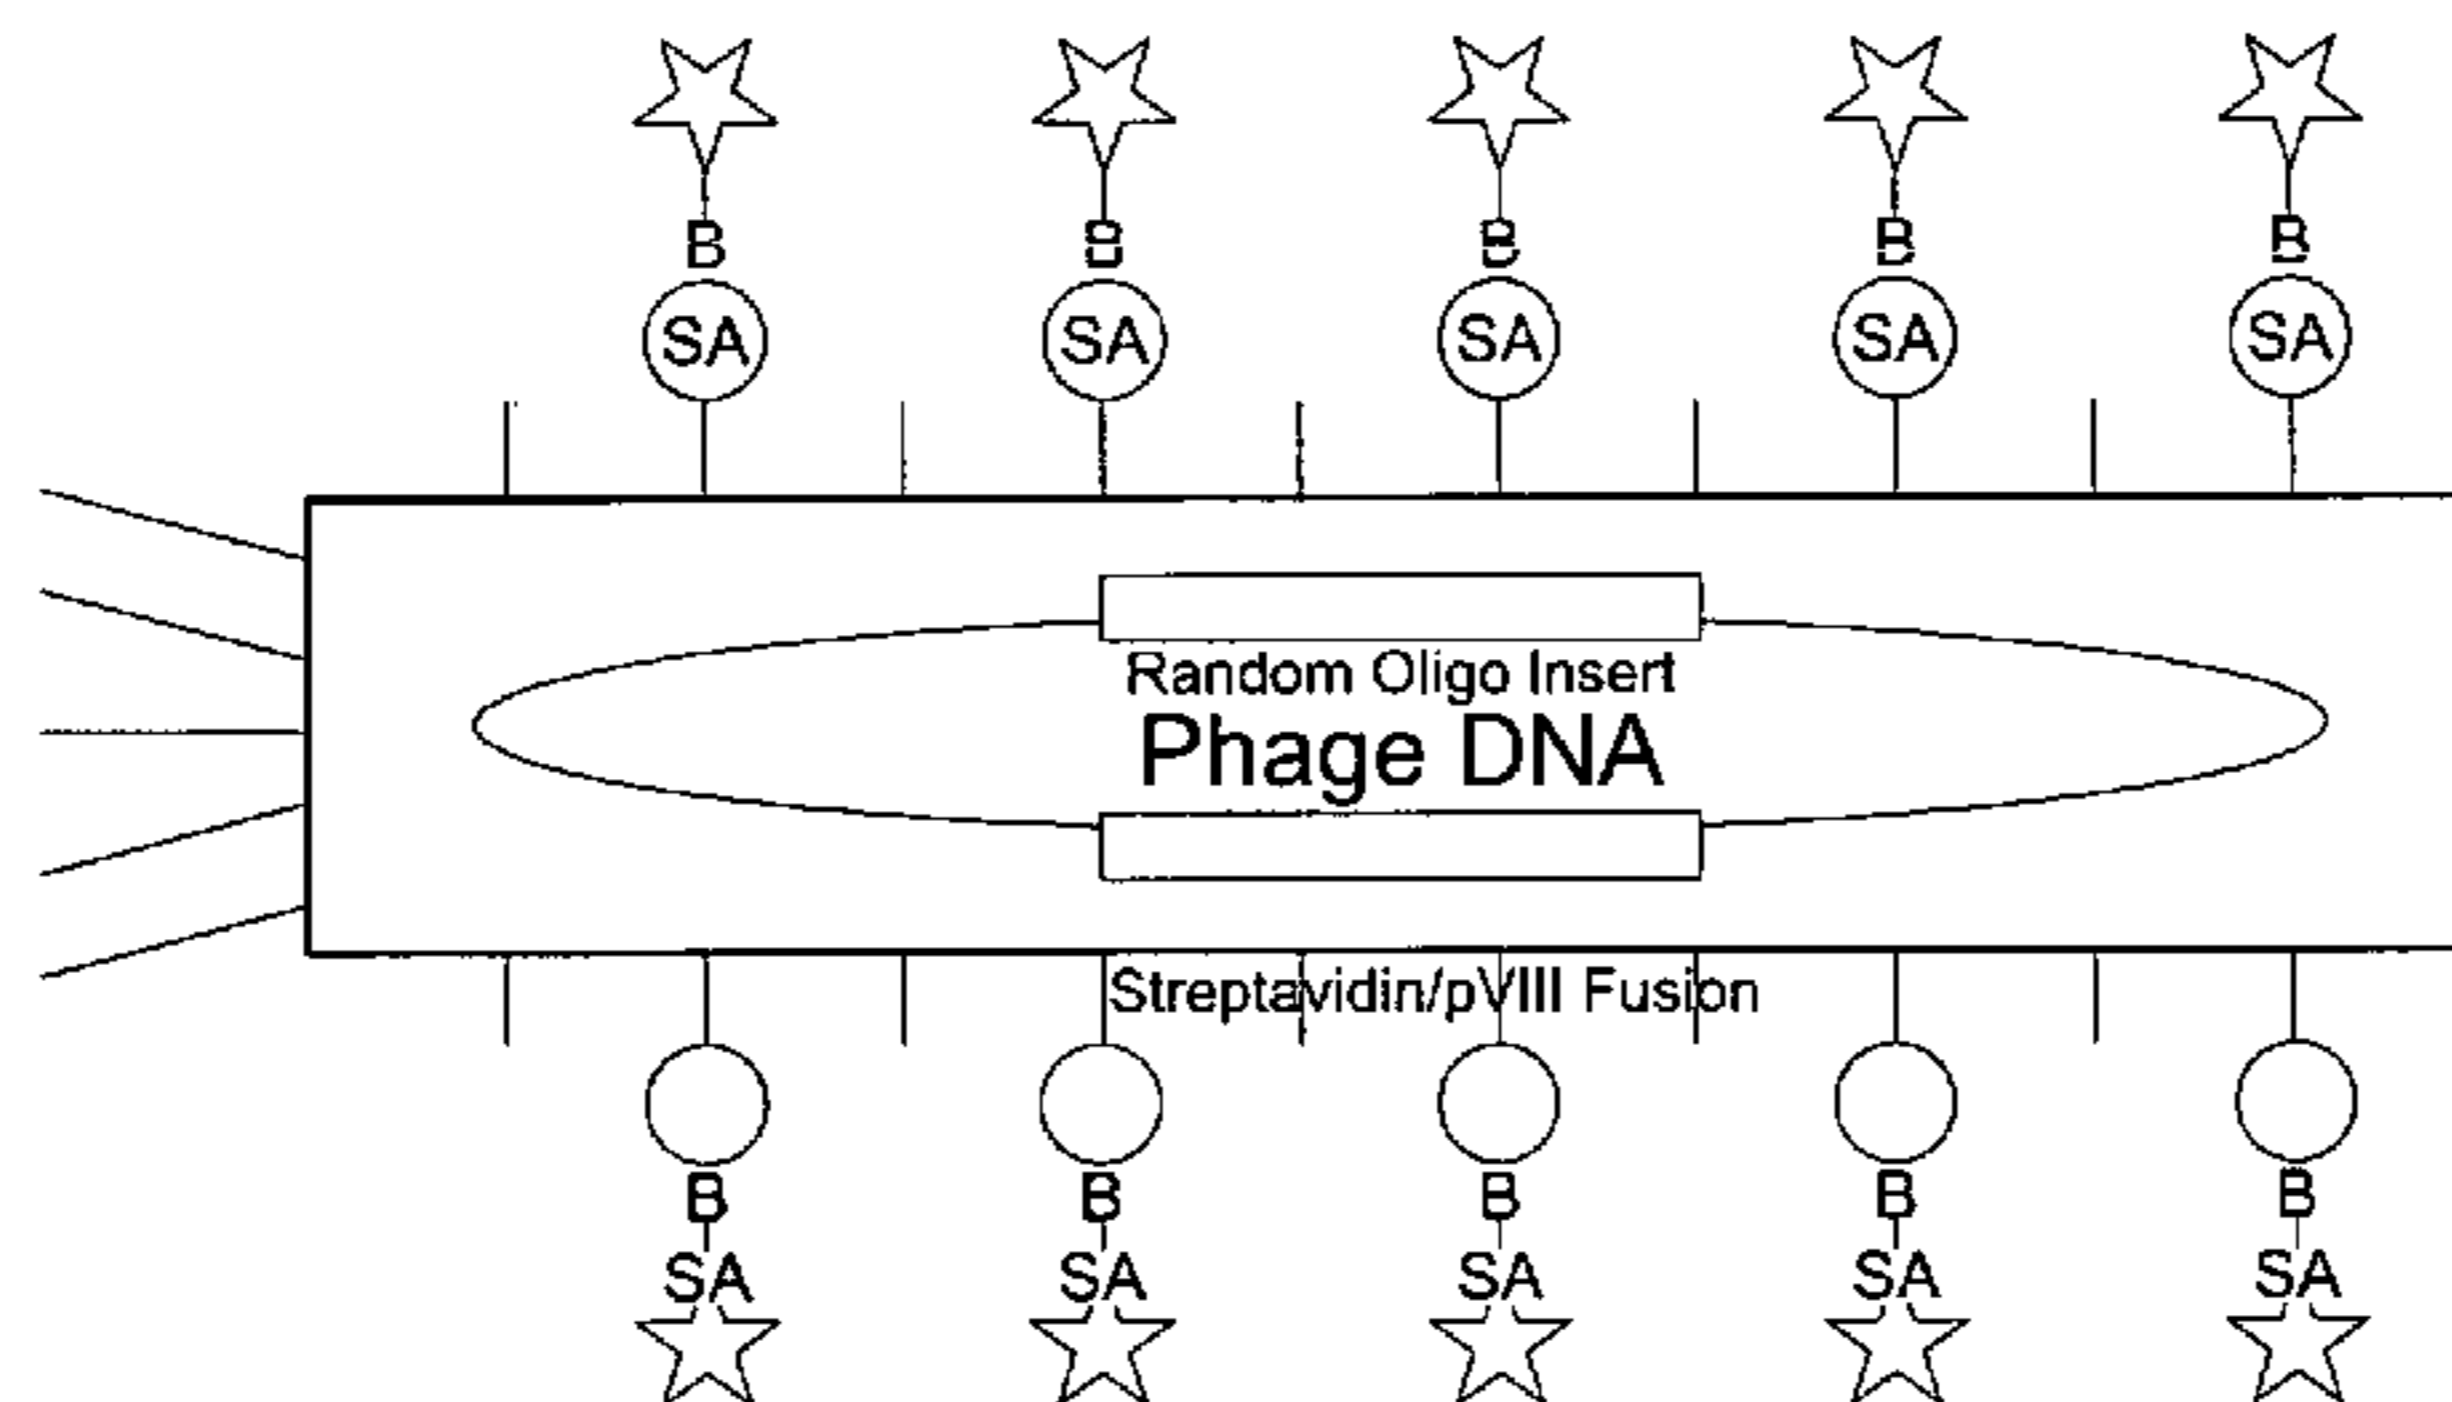 B B B B B
SA SA SA SA SA
Random Oligo Insert
Phage DNA
Streptavidin/pVIII Fusion
B B B B B
SA SA SA SA SA